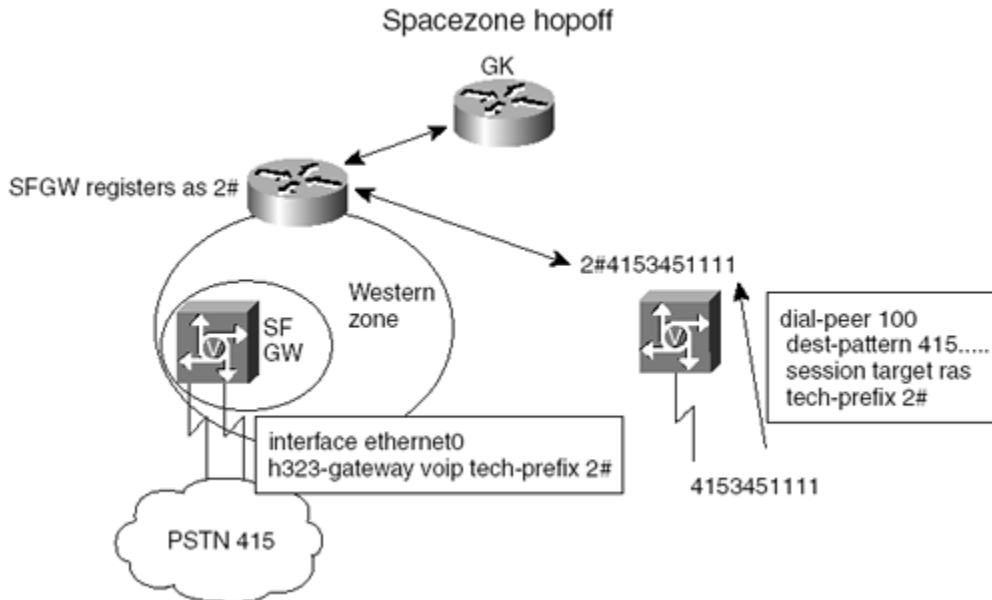 Spacezone hopoff
GK
SFGW registers as 2#
2#4153451111
Western
zone
SF
GW
V
V
dial-peer 100
dest-pattern 415.....
session target ras
tech-prefix 2#
interface ethernet0
h323-gateway voip tech-prefix 2#
4153451111
PSTN 415